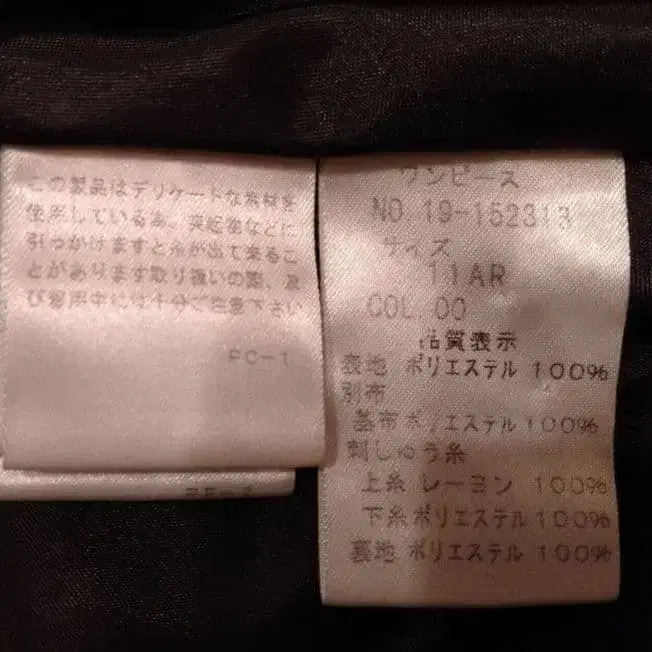 この製品はデリケートな素材を
使用している為、突起物などに
引っかけますと糸が出て来るこ
とがあります取り扱いの際、及
び着用中には十分ご注意下さい
PC-1
ワンピース
NO.19-152313
サイズ
11AR
COL.00
品質表示
表地 ポリエステル 100%
別布
基布ポリエステル 100%
刺しゅう糸
上糸 レーヨン 100%
下糸ポリエステル 100%
裏地 ポリエステル 100%